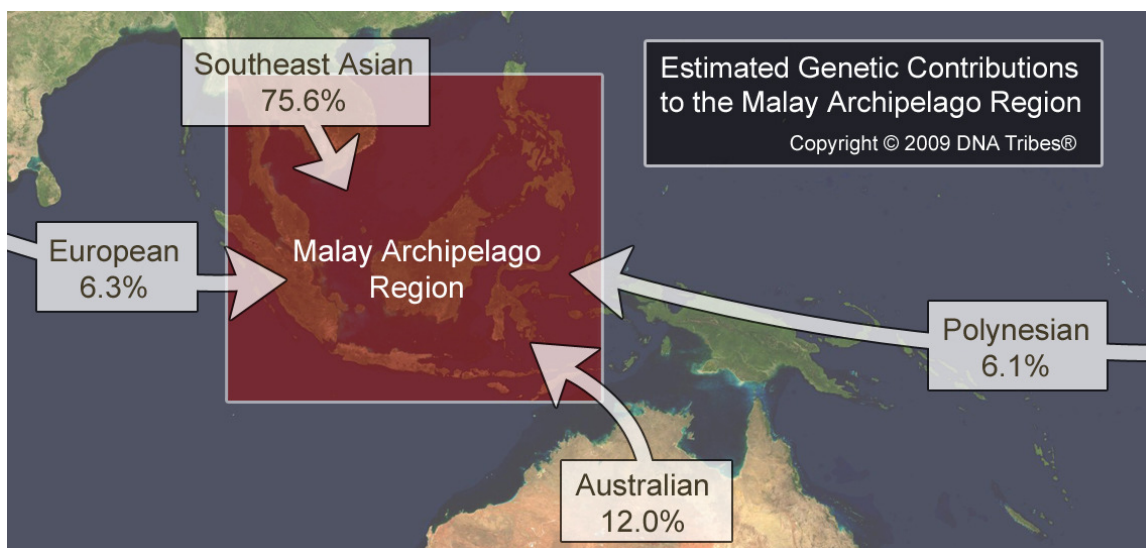 Southeast Asian
75.6%
Estimated Genetic Contributions
to the Malay Archipelago Region
Copyright © 2009 DNA Tribes®
European
6.3%
Malay Archipelago
Region
Polynesian
6.1%
Australian
12.0%